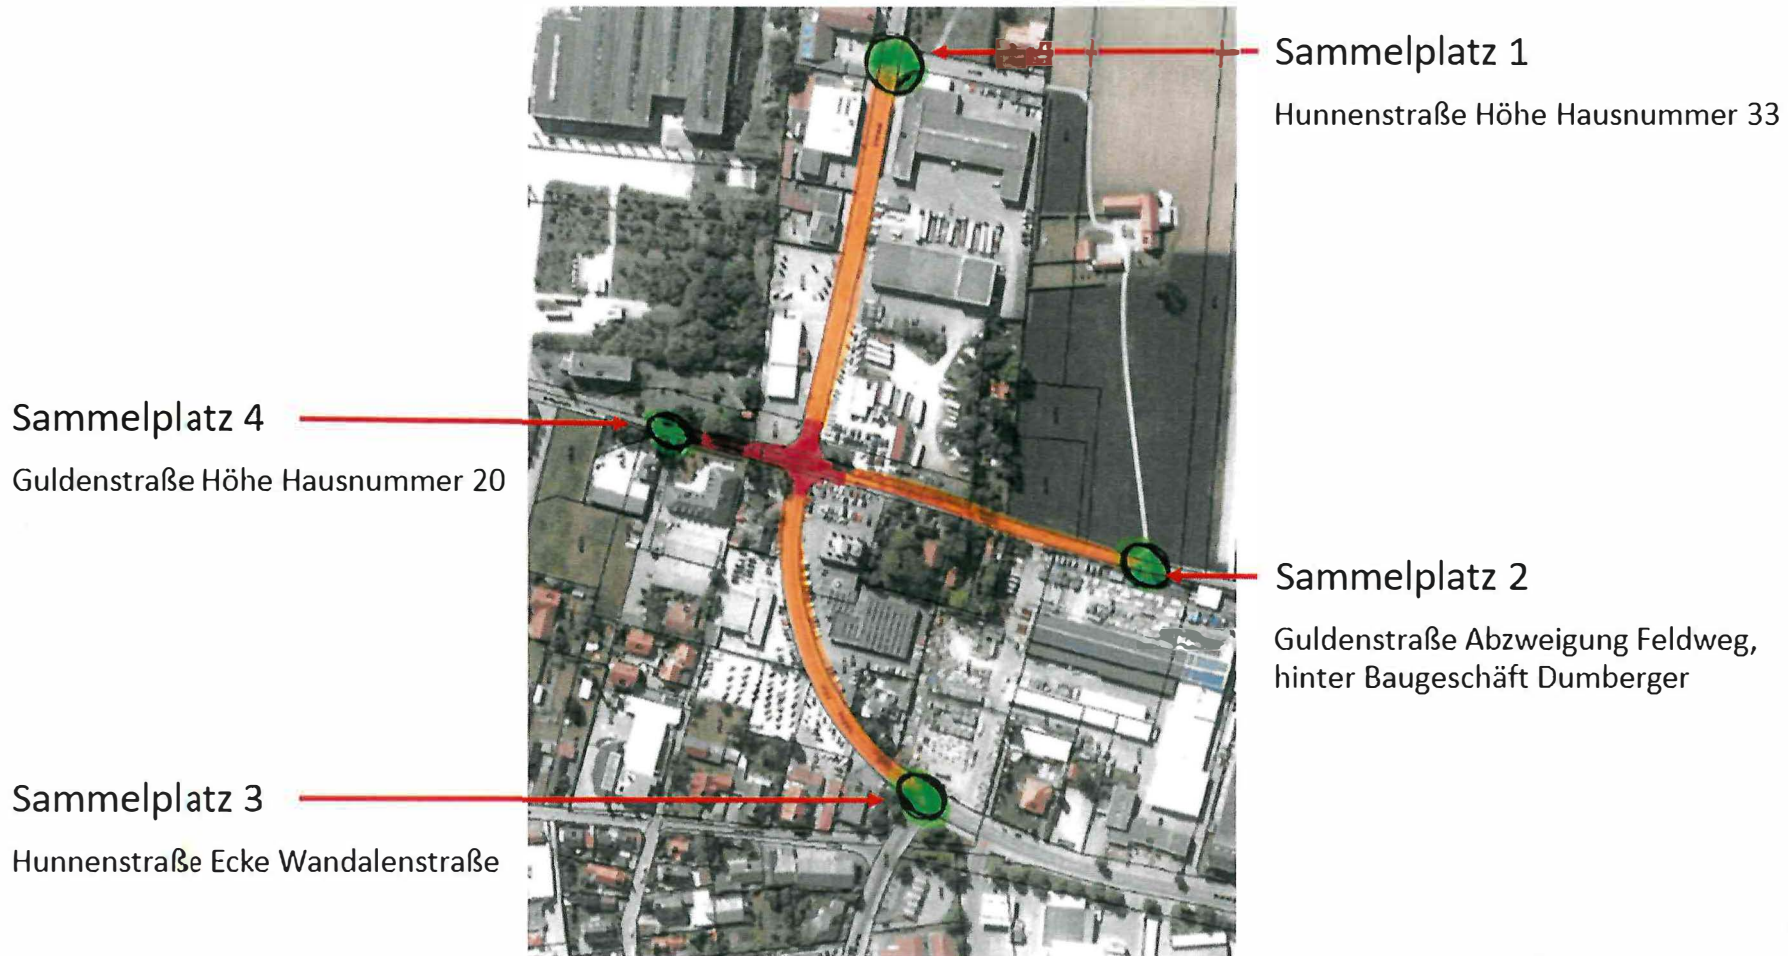 Sammelplatz 1
Hunnenstraße Höhe Hausnummer 33
Sammelplatz 4
Guldenstraße Höhe Hausnummer 20
Sammelplatz 2
Guldenstraße Abzweigung Feldweg,
hinter Baugeschäft Dumberger
Sammelplatz 3
Hunnenstraße Ecke Wandalenstraße